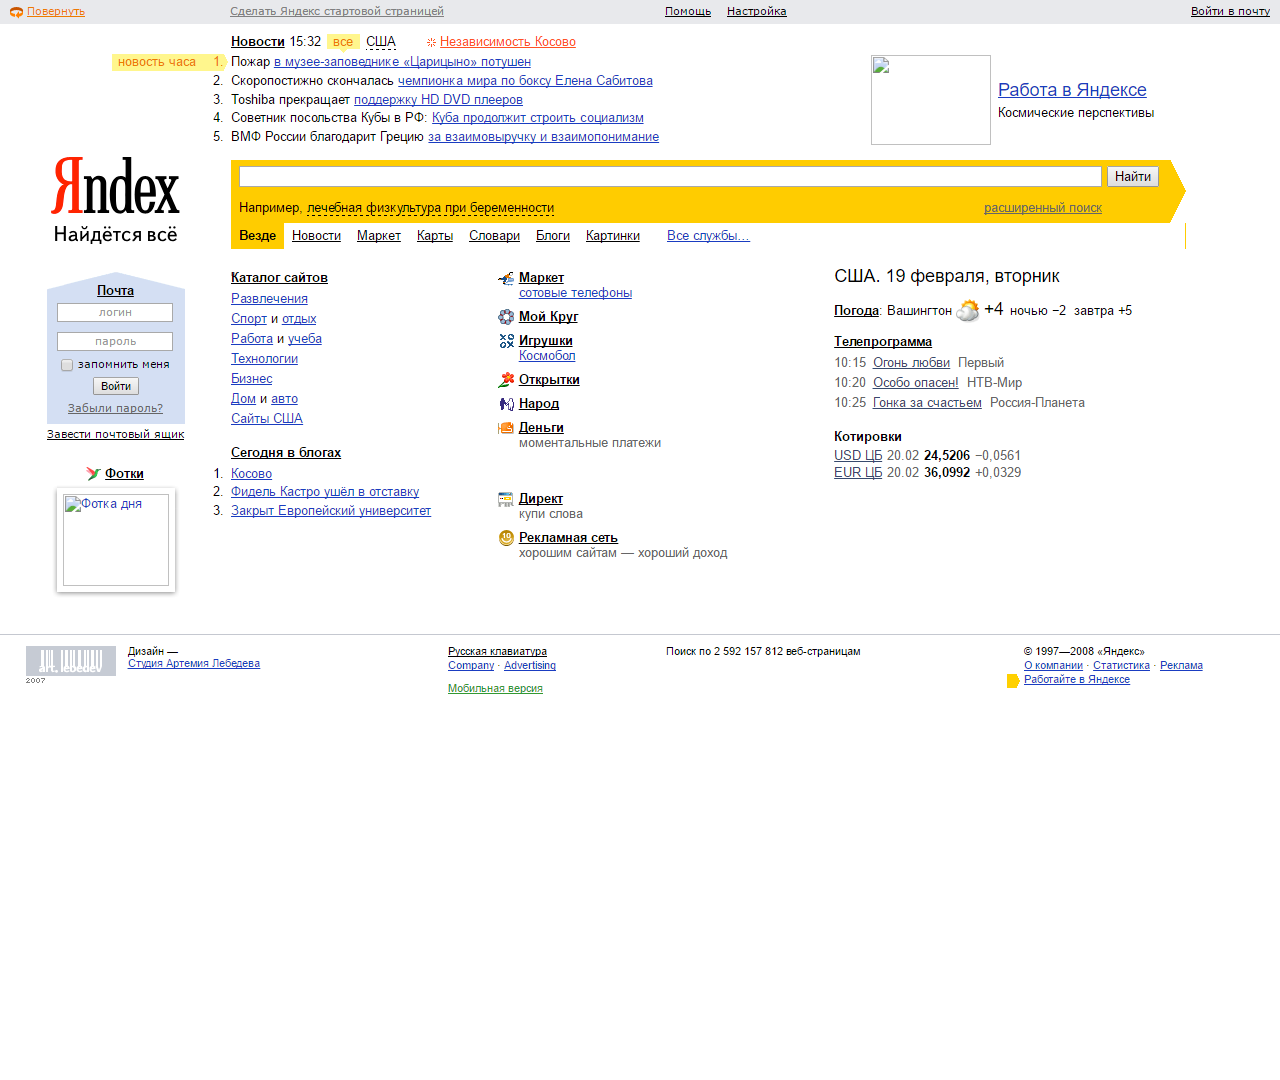 Повернуть Сделать Яндекс стартовой страницей Помощь Настройка Войти в почту
Новости 15:32 все США Независимость Косово
новость часа 1. Пожар в музее-заповеднике «Царицыно» потушен
2. Скоропостижно скончалась чемпионка мира по боксу Елена Сабитова
3. Toshiba прекращает поддержку HD DVD плееров
4. Советник посольства Кубы в РФ: Куба продолжит строить социализм
5. ВМФ России благодарит Грецию за взаимовыручку и взаимопонимание
Работа в Яндексе
Космические перспективы
Яndex
Найдётся всё
Найти
Например, лечебная физкультура при беременности расширенный поиск
Везде Новости Маркет Карты Словари Блоги Картинки Все службы...
Почта
логин
пароль
запомнить меня
Войти
Забыли пароль?
Завести почтовый ящик
Фотки
Фотка дня
Каталог сайтов
Развлечения
Спорт и отдых
Работа и учеба
Технологии
Бизнес
Дом и авто
Сайты США
Сегодня в блогах
1. Косово
2. Фидель Кастро ушёл в отставку
3. Закрыт Европейский университет
Маркет
сотовые телефоны
Мой Круг
Игрушки
Космобол
Открытки
Народ
Деньги
моментальные платежи
Директ
купи слова
Рекламная сеть
хорошим сайтам — хороший доход
США. 19 февраля, вторник
Погода: Вашингтон +4 ночью −2 завтра +5
Телепрограмма
10:15 Огонь любви Первый
10:20 Особо опасен! НТВ-Мир
10:25 Гонка за счастьем Россия-Планета
Котировки
USD ЦБ 20.02 24,5206 −0,0561
EUR ЦБ 20.02 36,0992 +0,0329
art. lebedev
2007
Дизайн —
Студия Артемия Лебедева
Русская клавиатура
Company · Advertising
Мобильная версия
Поиск по 2 592 157 812 веб-страницам
© 1997—2008 «Яндекс»
О компании · Статистика · Реклама
Работайте в Яндексе